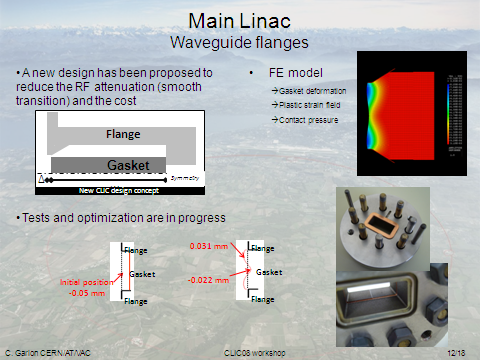 Main Linac
Waveguide flanges
• A new design has been proposed to
reduce the RF attenuation (smooth
transition) and the cost
Flange
Gasket
Δ
Symmetry
New CLIC design concept
• FE model
→Gasket deformation
→Plastic strain field
→Contact pressure
• Tests and optimization are in progress
Flange
Gasket
Initial position
-0.05 mm
Flange
0.031 mm
Flange
Gasket
-0.022 mm
Flange
C. Garion CERN/AT/VAC
CLIC08 workshop
12/18